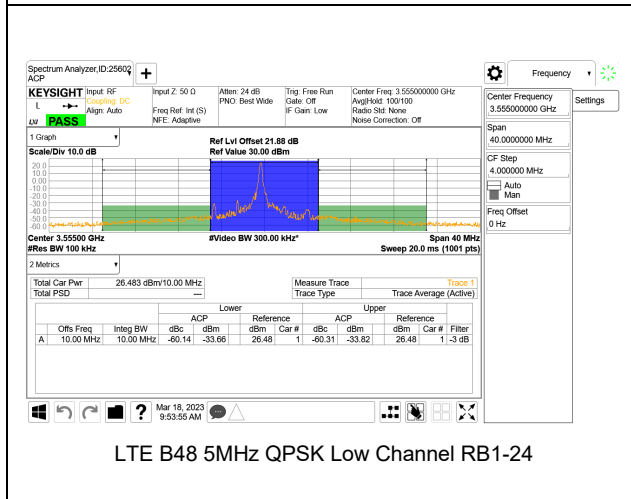 Spectrum Analyzer,ID:25602
ACP
Frequency
KEYSIGHT
L
LXI PASS
Input: RF
Coupling: DC
Align: Auto
Input Z: 50 Ω
Freq Ref: Int (S)
NFE: Adaptive
Atten: 24 dB
PNO: Best Wide
Trig: Free Run
Gate: Off
IF Gain: Low
Center Freq: 3.555000000 GHz
Avg|Hold: 100/100
Radio Std: None
Noise Correction: Off
Center Frequency
3.555000000 GHz
Settings
Span
40.0000000 MHz
CF Step
4.000000 MHz
Auto
Man
Freq Offset
0 Hz
1 Graph
Scale/Div 10.0 dB
Ref Lvl Offset 21.88 dB
Ref Value 30.00 dBm
20.0
10.0
0.00
-10.0
-20.0
-30.0
-40.0
-50.0
-60.0
Center 3.55500 GHz
#Res BW 100 kHz
#Video BW 300.00 kHz*
Span 40 MHz
Sweep 20.0 ms (1001 pts)
2 Metrics
Total Car Pwr 26.483 dBm/10.00 MHz
Total PSD ---
Measure Trace Trace 1
Trace Type Trace Average (Active)
Lower Upper
ACP Reference ACP Reference
Offs Freq Integ BW dBc dBm dBm Car # dBc dBm dBm Car # Filter
A 10.00 MHz 10.00 MHz -60.14 -33.66 26.48 1 -60.31 -33.82 26.48 1 -3 dB
?
Mar 18, 2023
9:53:55 AM
LTE B48 5MHz QPSK Low Channel RB1-24